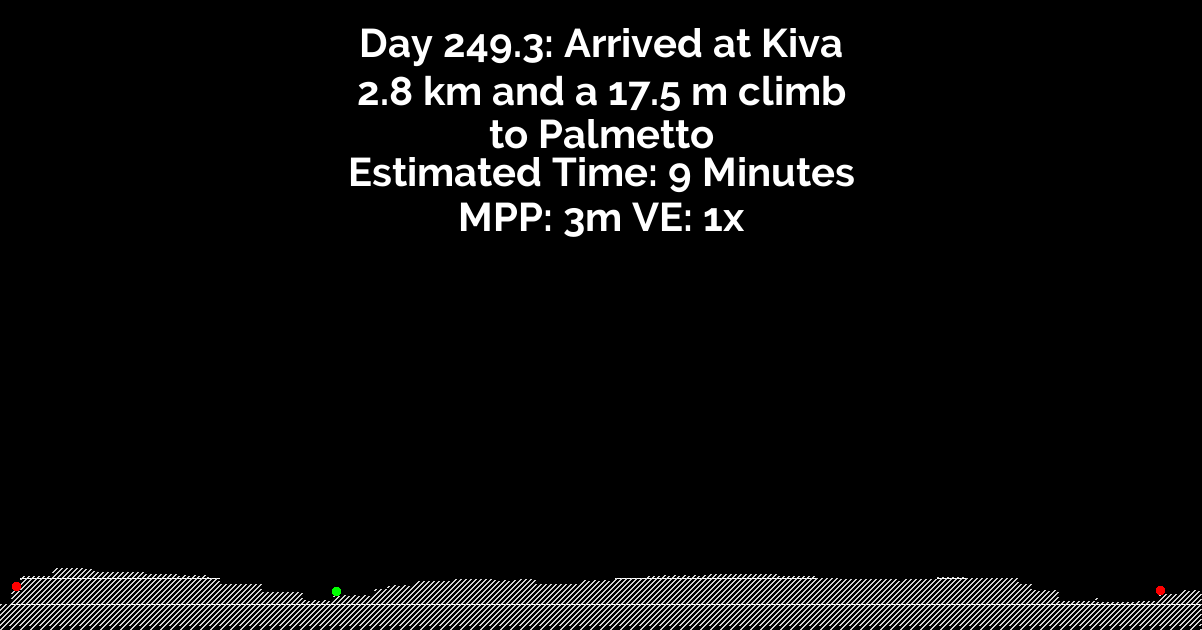 Day 249.3: Arrived at Kiva
2.8 km and a 17.5 m climb
to Palmetto
Estimated Time: 9 Minutes
MPP: 3m VE: 1x